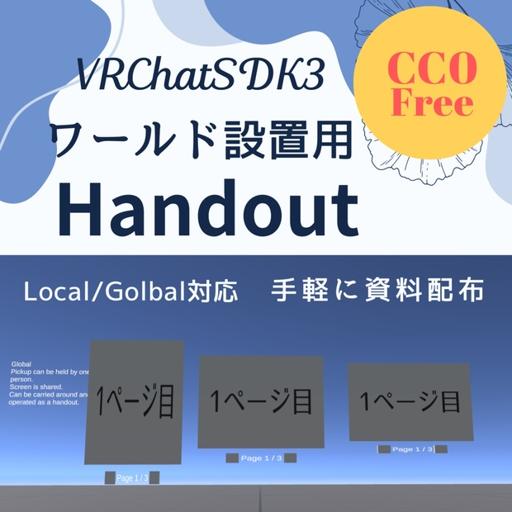 VRChatSDK3
CC0
Free
ワールド設置用
Handout
Local/Golbal対応 手軽に資料配布
Global
Pickup can be held by one
person.
Screen is shared.
Can be carried around and
operated as a handout.
1ページ目
1ページ目
1ページ目
Page 1 / 3
Page 1 / 3
Page 1 / 3